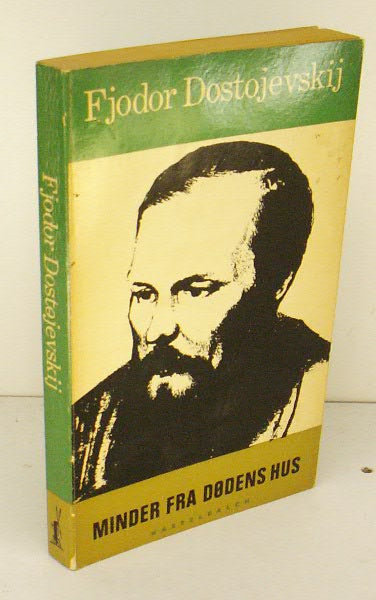 Fjodor Dostojevskij
Fjodor Dostojevskij
MINDER FRA DØDENS HUS
HASSELBALCH